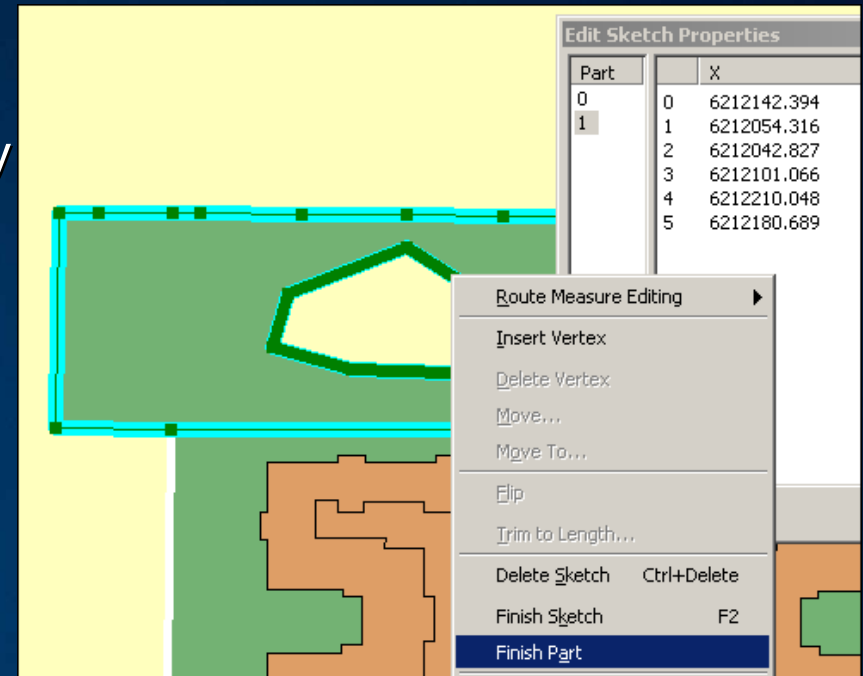 y
Edit Sketch Properties
Part X
0
1
0 6212142.394
1 6212054.316
2 6212042.827
3 6212101.066
4 6212210.048
5 6212180.689
Route Measure Editing
Insert Vertex
Delete Vertex
Move...
Move To...
Flip
Trim to Length...
Delete Sketch Ctrl+Delete
Finish Sketch F2
Finish Part